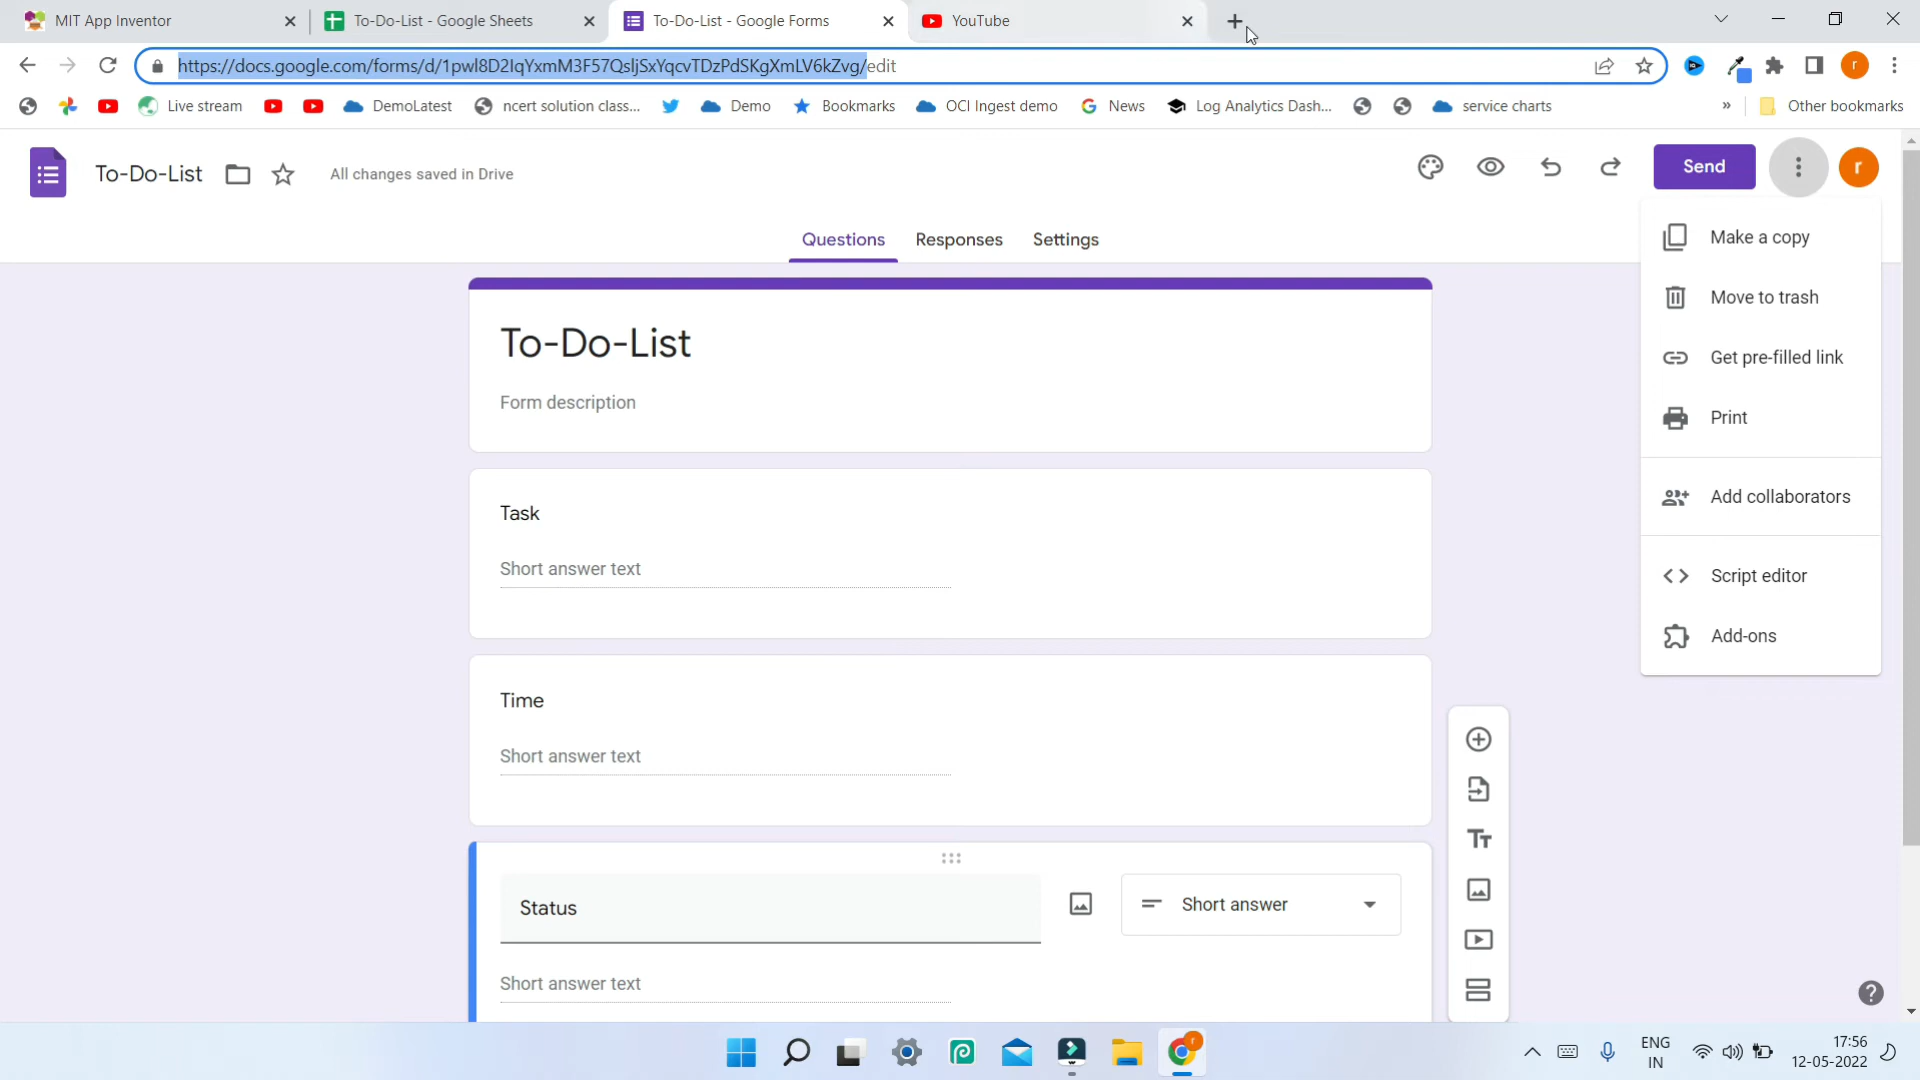 MIT App Inventor
To-Do-List - Google Sheets
To-Do-List - Google Forms
YouTube
https://docs.google.com/forms/d/1pwl8D2IqYxmM3F57QsljSxYqcvTDzPdSKgXmLV6kZvg/edit
r
Live stream
DemoLatest
ncert solution class...
Demo
Bookmarks
OCI Ingest demo
News
Log Analytics Dash...
service charts
»
Other bookmarks
To-Do-List
All changes saved in Drive
Send
r
Questions
Responses
Settings
Make a copy
Move to trash
Get pre-filled link
Print
Add collaborators
Script editor
Add-ons
To-Do-List
Form description
Task
Short answer text
Time
Short answer text
Status
Short answer
Short answer text
ENG
IN
17:56
12-05-2022